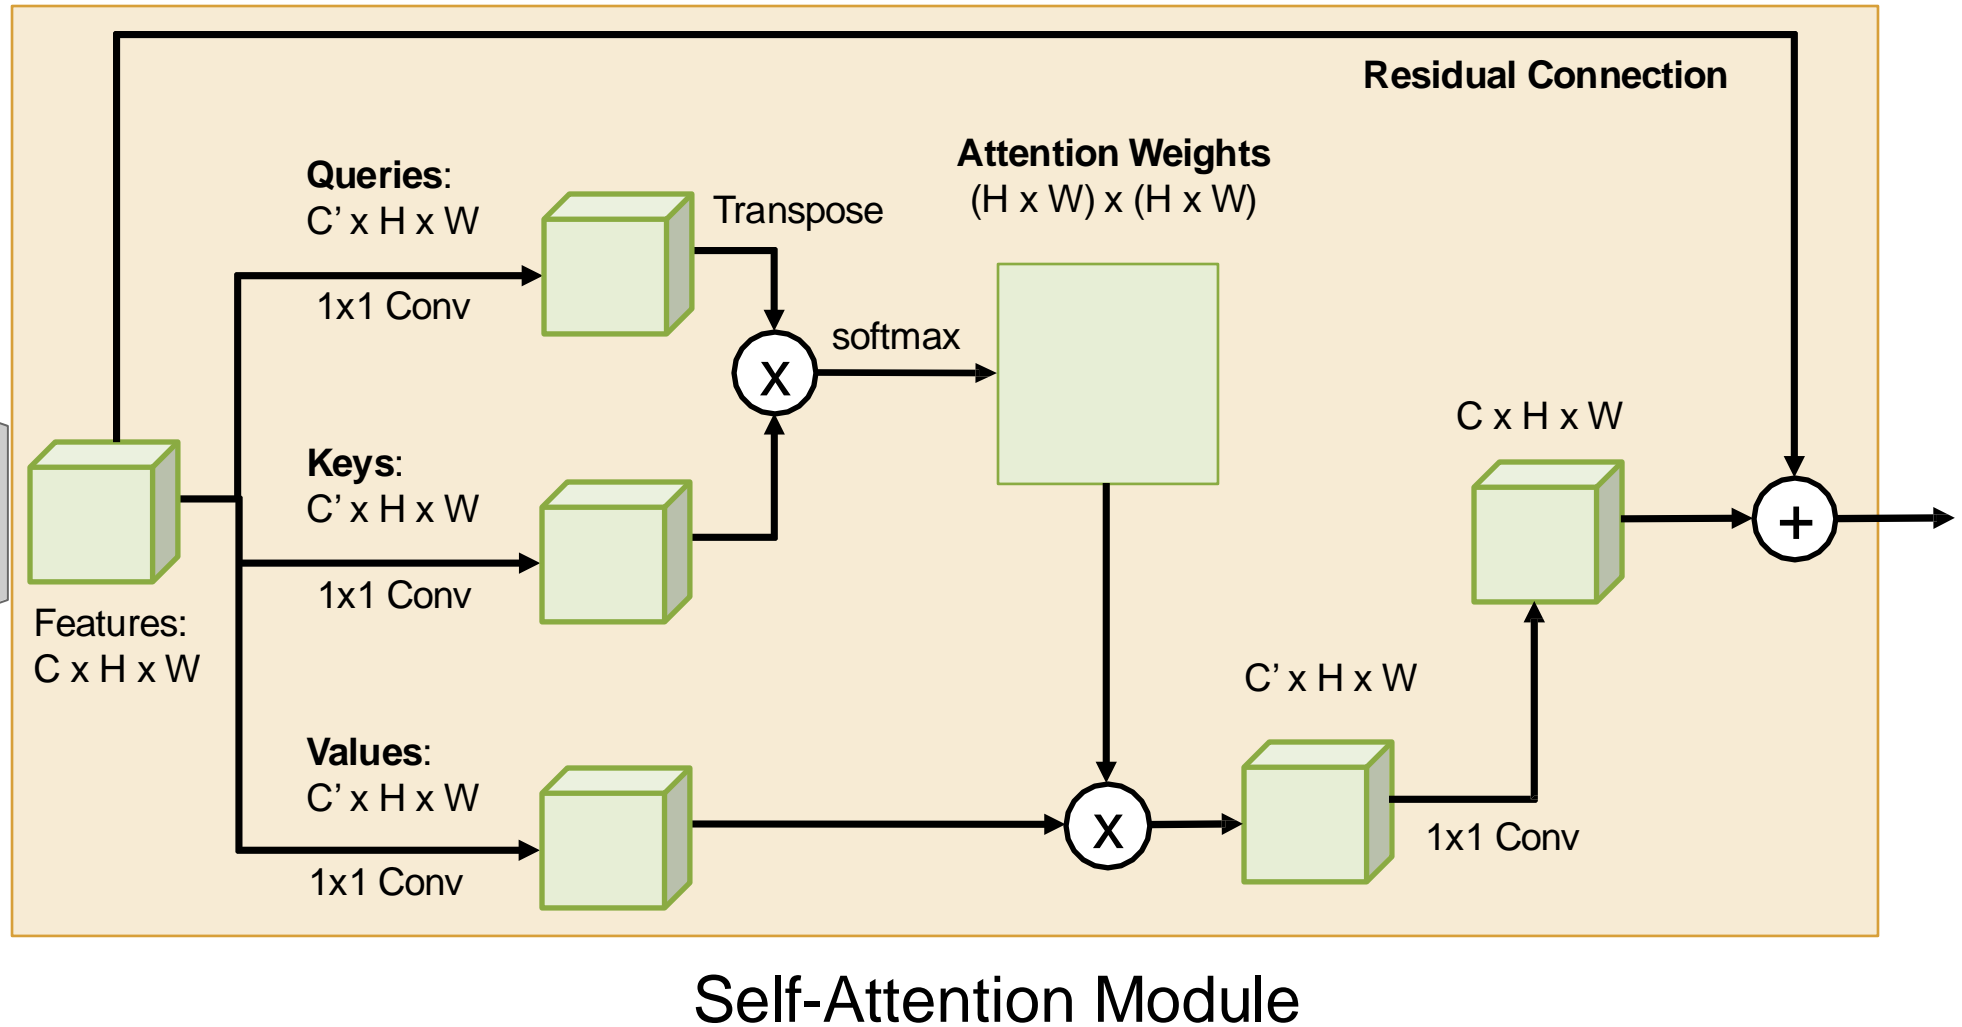 Residual Connection
Attention Weights
(H x W) x (H x W)
Queries:
C’ x H x W
Transpose
1x1 Conv
softmax
X
Keys:
C’ x H x W
1x1 Conv
Features:
C x H x W
Values:
C’ x H x W
1x1 Conv
X
C’ x H x W
1x1 Conv
C x H x W
+
Self-Attention Module